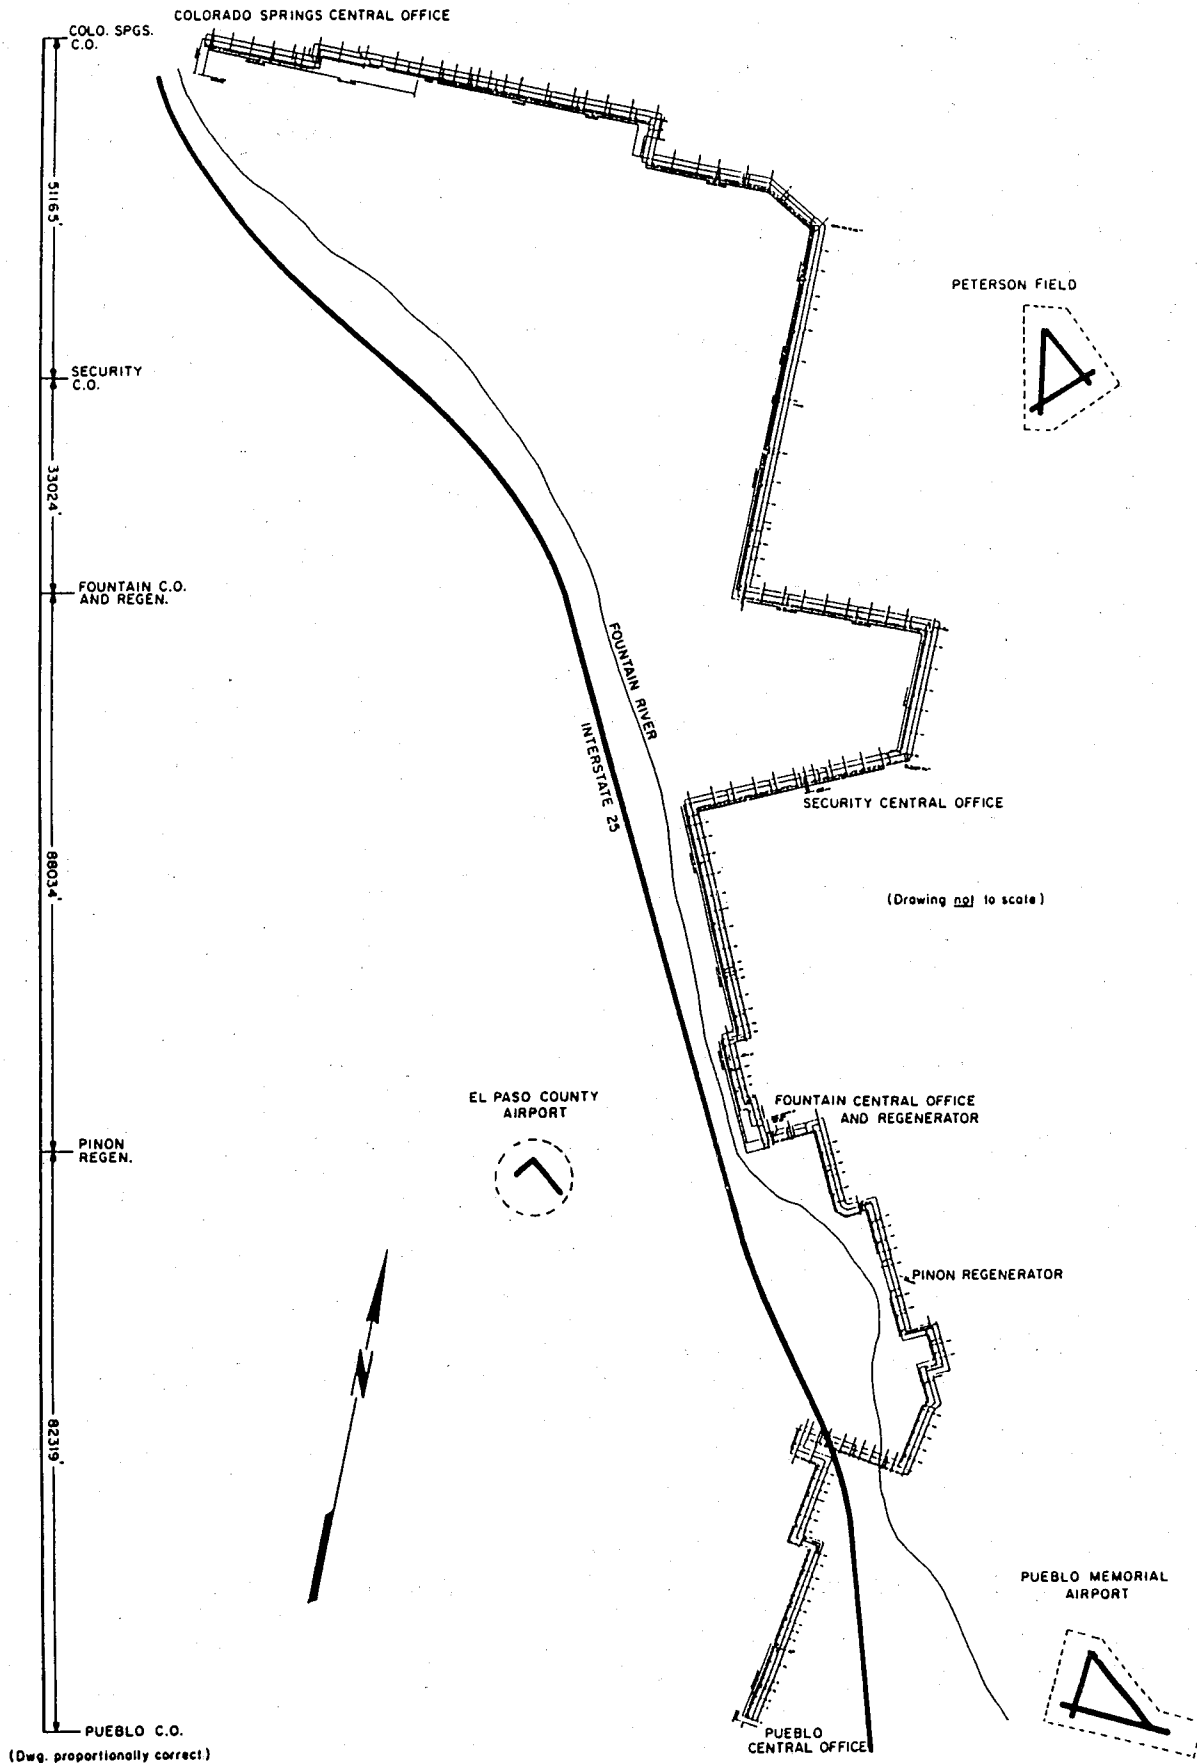 COLORADO SPRINGS CENTRAL OFFICE
COLO. SPGS.
C.O.
51165'
SECURITY
C.O.
33024'
FOUNTAIN C.O.
AND REGEN.
88034'
PINON
REGEN.
82319'
PUEBLO C.O.
(Dwg. proportionally correct)
PETERSON FIELD
FOUNTAIN RIVER
INTERSTATE 25
SECURITY CENTRAL OFFICE
(Drawing not to scale)
EL PASO COUNTY
AIRPORT
FOUNTAIN CENTRAL OFFICE
AND REGENERATOR
PINON REGENERATOR
N
PUEBLO MEMORIAL
AIRPORT
PUEBLO
CENTRAL OFFICE